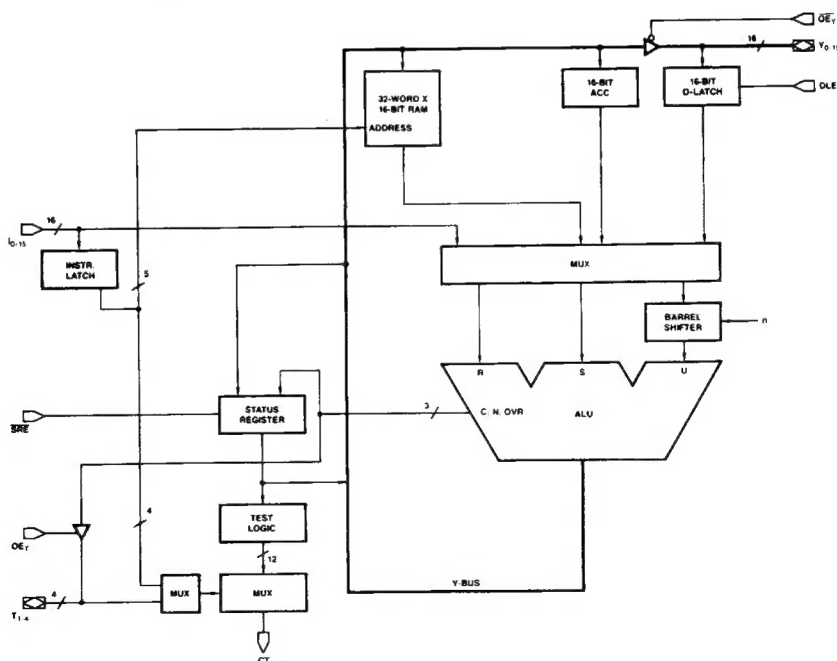 OE_Y
16
Y0-15
16-BIT
ACC
16-BIT
D-LATCH
DLE
32-WORD X
16-BIT RAM
ADDRESS
16
I0-15
INSTR.
LATCH
5
MUX
BARREL
SHIFTER
n
R
S
U
STATUS
REGISTER
3
C. N. OVR
ALU
SRE
4
TEST
LOGIC
OE_T
12
4
T1-4
MUX
MUX
Y-BUS
CT